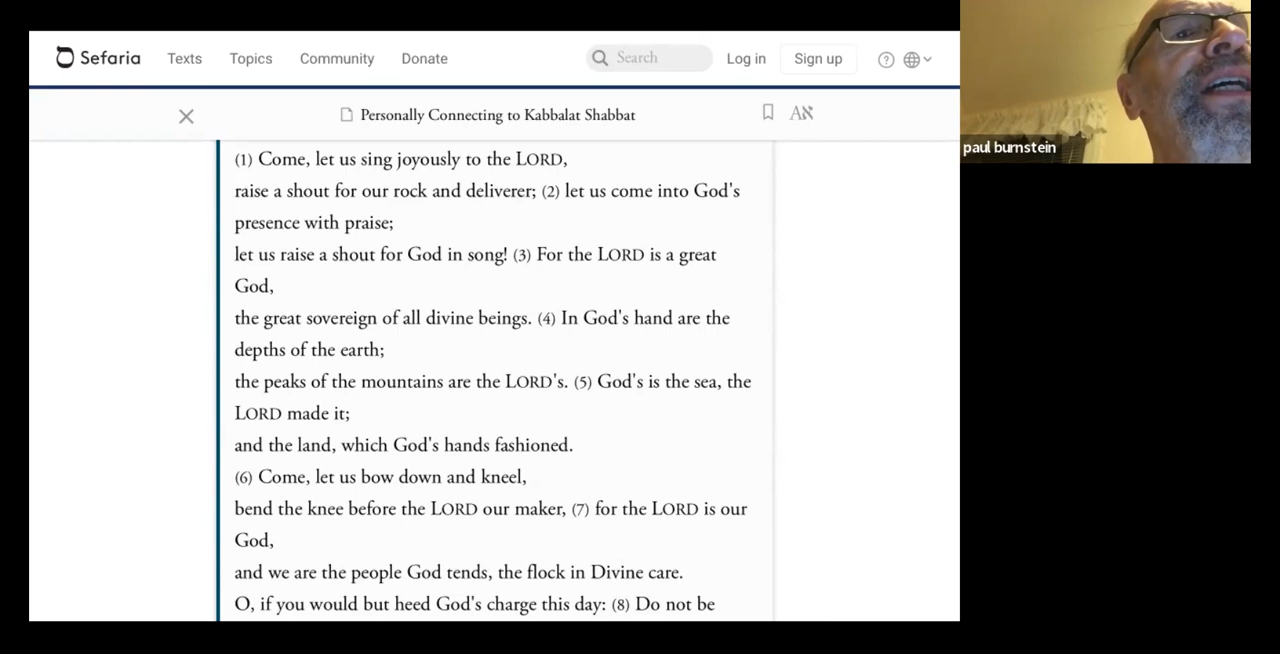 Sefaria Texts Topics Community Donate Search Log in Sign up
Personally Connecting to Kabbalat Shabbat Aא
paul burnstein
(1) Come, let us sing joyously to the LORD,
raise a shout for our rock and deliverer; (2) let us come into God's
presence with praise;
let us raise a shout for God in song! (3) For the LORD is a great
God,
the great sovereign of all divine beings. (4) In God's hand are the
depths of the earth;
the peaks of the mountains are the LORD's. (5) God's is the sea, the
LORD made it;
and the land, which God's hands fashioned.
(6) Come, let us bow down and kneel,
bend the knee before the LORD our maker, (7) for the LORD is our
God,
and we are the people God tends, the flock in Divine care.
O, if you would but heed God's charge this day: (8) Do not be